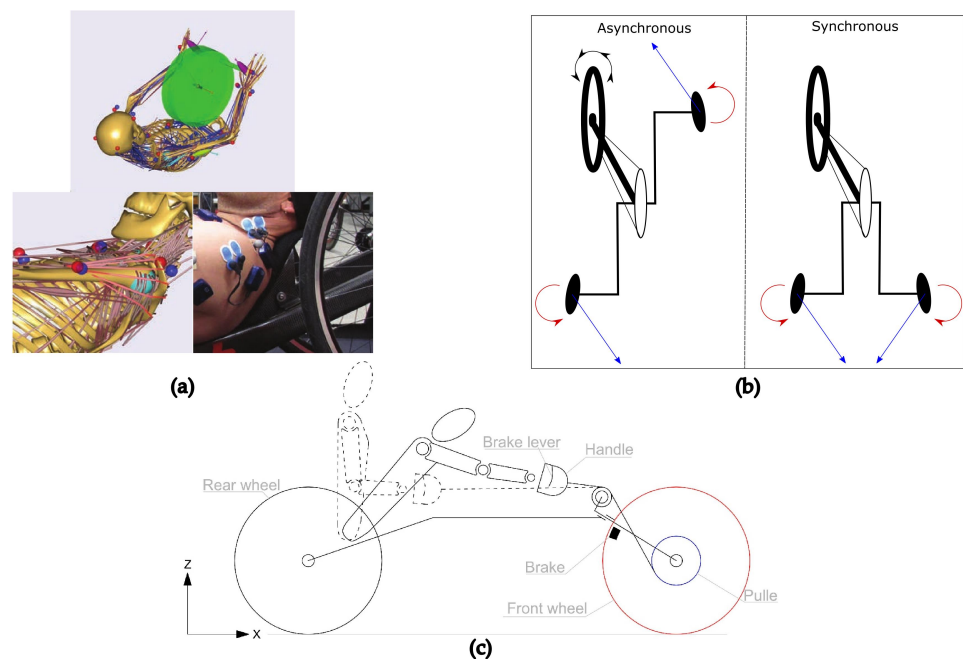 Asynchronous
Synchronous
(a)
(b)
Brake lever
Handle
Rear wheel
Z
X
Brake
Front wheel
Pulle
(c)